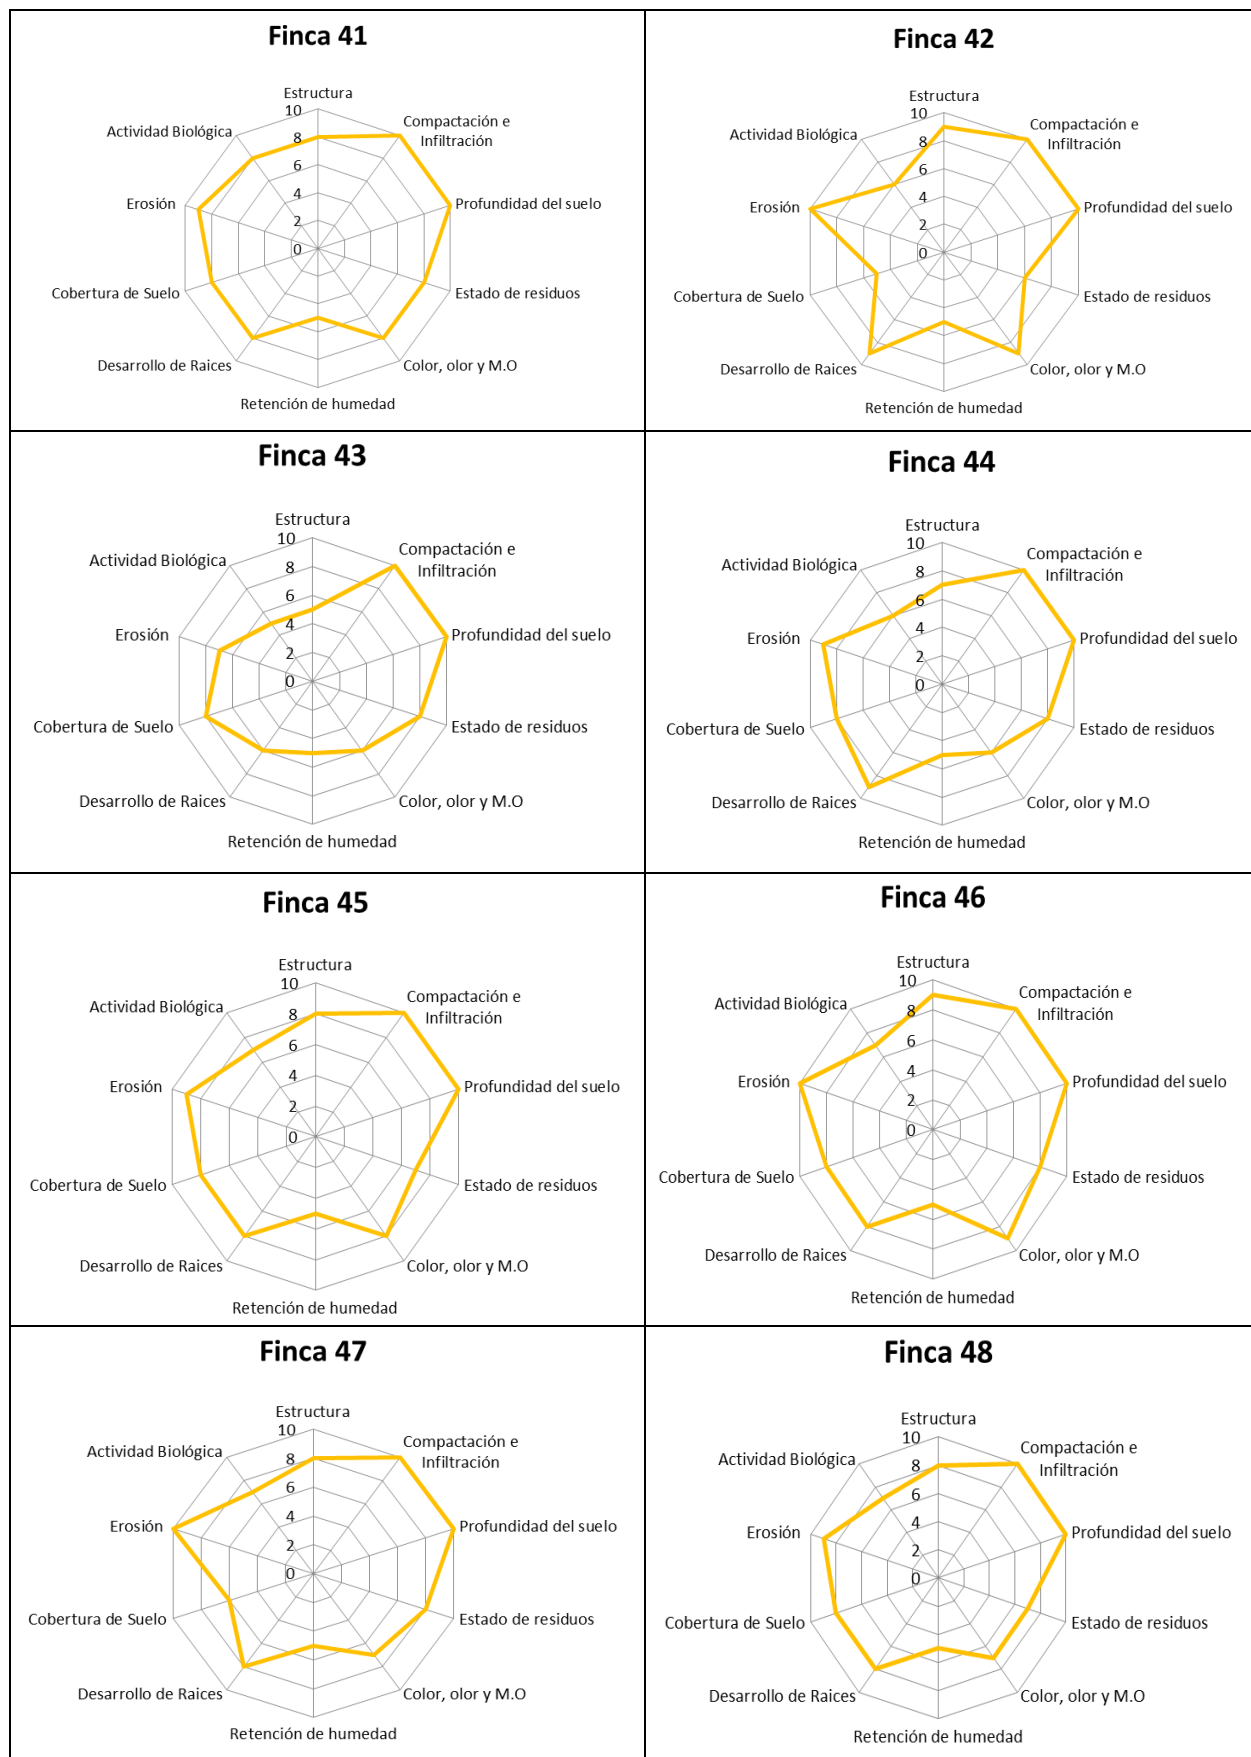 Finca 41
Estructura
Compactación e
Infiltración
Profundidad del suelo
Estado de residuos
Color, olor y M.O
Retención de humedad
Desarrollo de Raices
Cobertura de Suelo
Erosión
Actividad Biológica
10
8
6
4
2
0
Finca 42
Estructura
Compactación e
Infiltración
Profundidad del suelo
Estado de residuos
Color, olor y M.O
Retención de humedad
Desarrollo de Raices
Cobertura de Suelo
Erosión
Actividad Biológica
10
8
6
4
2
0
Finca 43
Estructura
Compactación e
Infiltración
Profundidad del suelo
Estado de residuos
Color, olor y M.O
Retención de humedad
Desarrollo de Raices
Cobertura de Suelo
Erosión
Actividad Biológica
10
8
6
4
2
0
Finca 44
Estructura
Compactación e
Infiltración
Profundidad del suelo
Estado de residuos
Color, olor y M.O
Retención de humedad
Desarrollo de Raices
Cobertura de Suelo
Erosión
Actividad Biológica
10
8
6
4
2
0
Finca 45
Estructura
Compactación e
Infiltración
Profundidad del suelo
Estado de residuos
Color, olor y M.O
Retención de humedad
Desarrollo de Raices
Cobertura de Suelo
Erosión
Actividad Biológica
10
8
6
4
2
0
Finca 46
Estructura
Compactación e
Infiltración
Profundidad del suelo
Estado de residuos
Color, olor y M.O
Retención de humedad
Desarrollo de Raices
Cobertura de Suelo
Erosión
Actividad Biológica
10
8
6
4
2
0
Finca 47
Estructura
Compactación e
Infiltración
Profundidad del suelo
Estado de residuos
Color, olor y M.O
Retención de humedad
Desarrollo de Raices
Cobertura de Suelo
Erosión
Actividad Biológica
10
8
6
4
2
0
Finca 48
Estructura
Compactación e
Infiltración
Profundidad del suelo
Estado de residuos
Color, olor y M.O
Retención de humedad
Desarrollo de Raices
Cobertura de Suelo
Erosión
Actividad Biológica
10
8
6
4
2
0